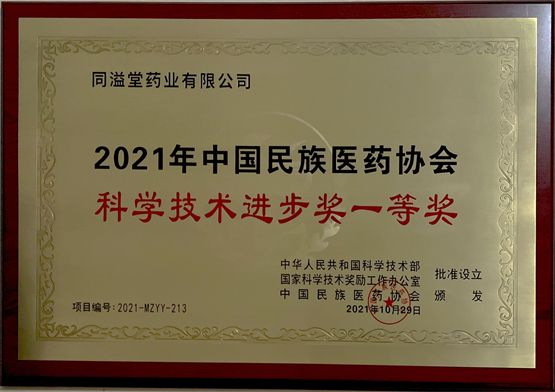 同溢堂药业有限公司
2021年中国民族医药协会
科学技术进步奖一等奖
中华人民共和国科学技术部
国家科学技术奖励工作办公室 批准设立
中国民族医药协会 颁发
2021年10月29日
项目编号：2021-MZYY-213